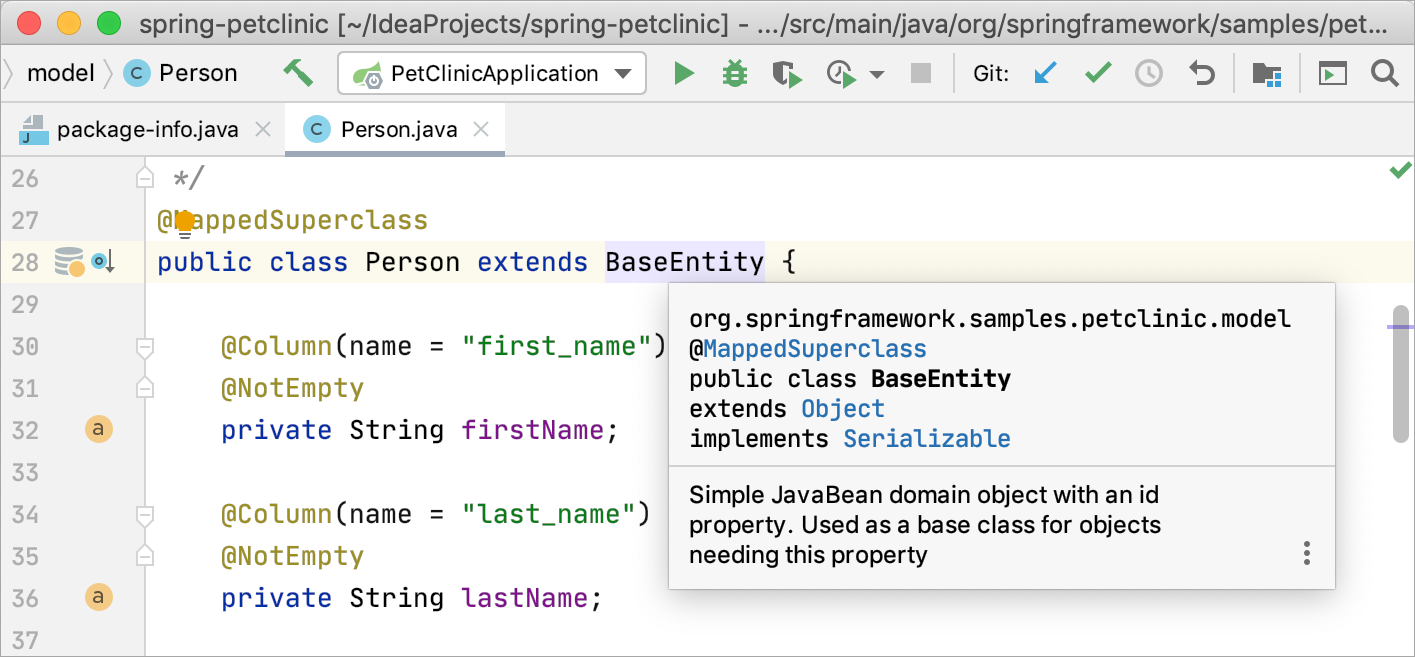 spring-petclinic [~/IdeaProjects/spring-petclinic] - .../src/main/java/org/springframework/samples/pet...
model C Person PetClinicApplication Git:
J package-info.java C Person.java
26 */
27 @MappedSuperclass
28 public class Person extends BaseEntity {
29
30 @Column(name = "first_name")
31 @NotEmpty
32 a private String firstName;
33
34 @Column(name = "last_name")
35 @NotEmpty
36 a private String lastName;
37
org.springframework.samples.petclinic.model
@MappedSuperclass
public class BaseEntity
extends Object
implements Serializable
Simple JavaBean domain object with an id
property. Used as a base class for objects
needing this property